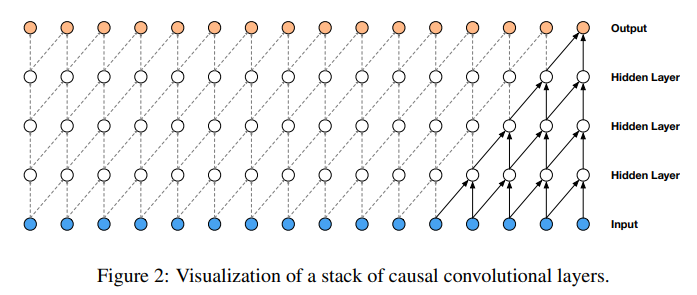 Output
Hidden Layer
Hidden Layer
Hidden Layer
Input
Figure 2: Visualization of a stack of causal convolutional layers.